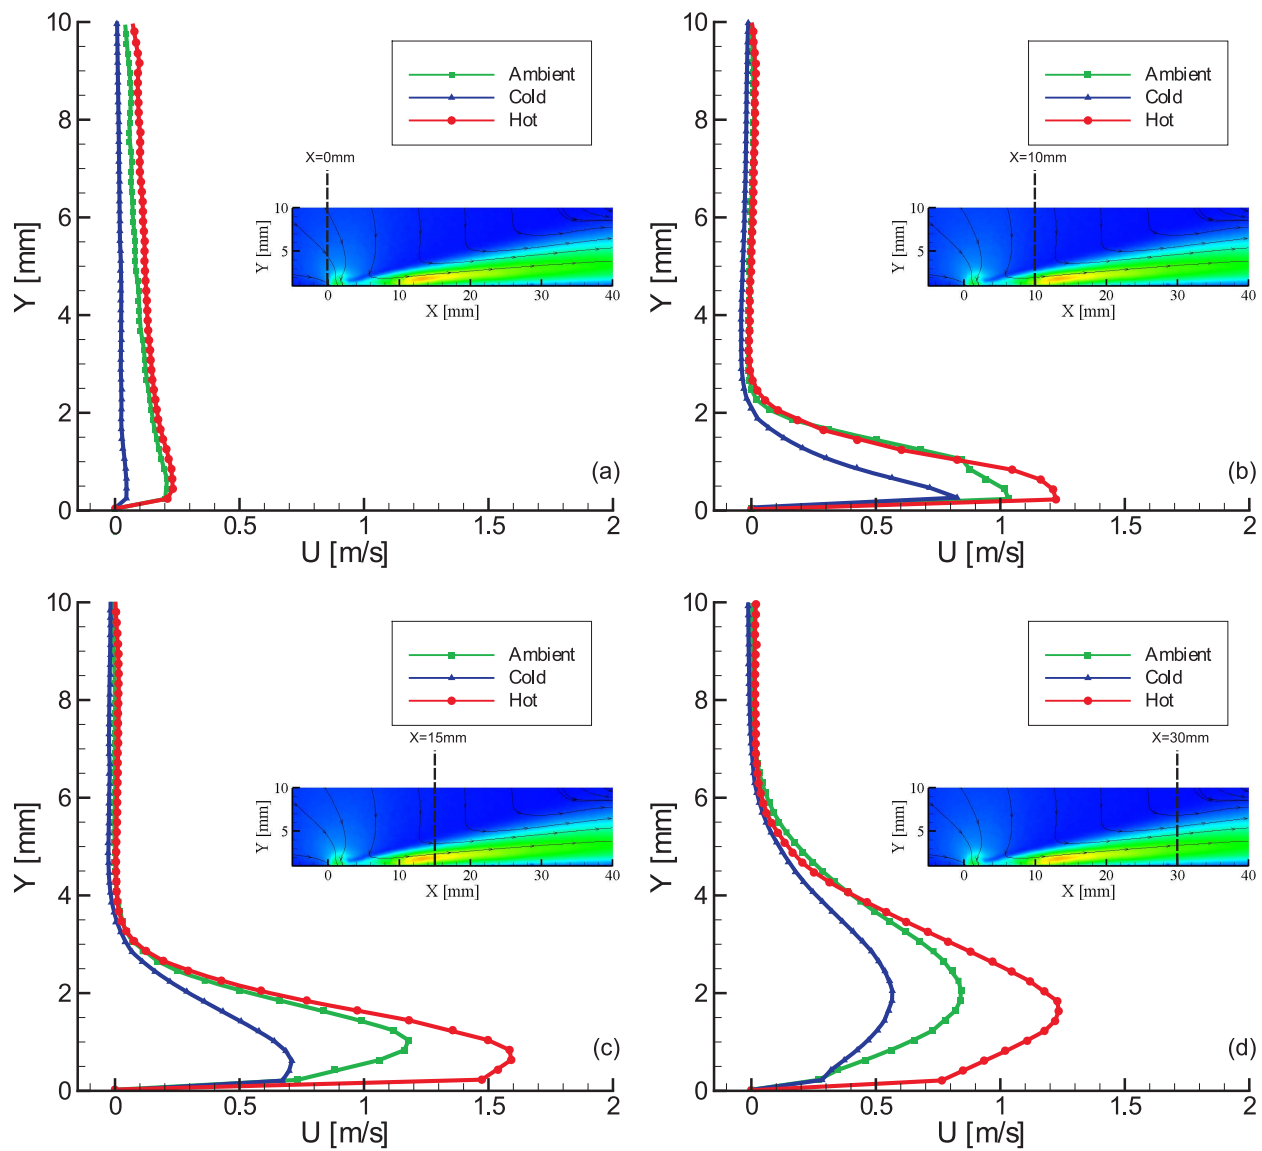 10
8
6
4
2
0
Y [mm]
Ambient
Cold
Hot
X=0mm
10
5
Y [mm]
0 10 20 30 40
X [mm]
(a)
0 0.5 1 1.5 2
U [m/s]
10
8
6
4
2
0
Y [mm]
Ambient
Cold
Hot
X=10mm
10
5
Y [mm]
0 10 20 30 40
X [mm]
(b)
0 0.5 1 1.5 2
U [m/s]
10
8
6
4
2
0
Y [mm]
Ambient
Cold
Hot
X=15mm
10
5
Y [mm]
0 10 20 30 40
X [mm]
(c)
0 0.5 1 1.5 2
U [m/s]
10
8
6
4
2
0
Y [mm]
Ambient
Cold
Hot
X=30mm
10
5
Y [mm]
0 10 20 30 40
X [mm]
(d)
0 0.5 1 1.5 2
U [m/s]